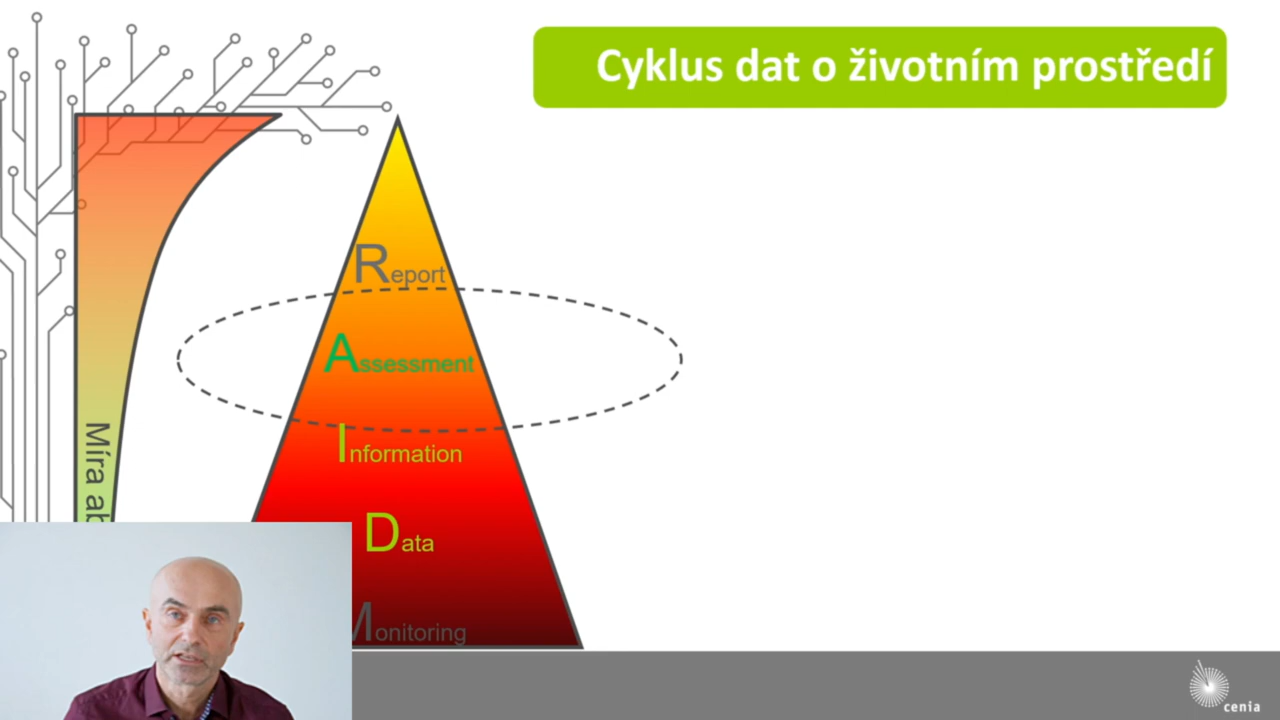 Cyklus dat o životním prostředí
Report
Assessment
Information
Data
Monitoring
Míra
cenia